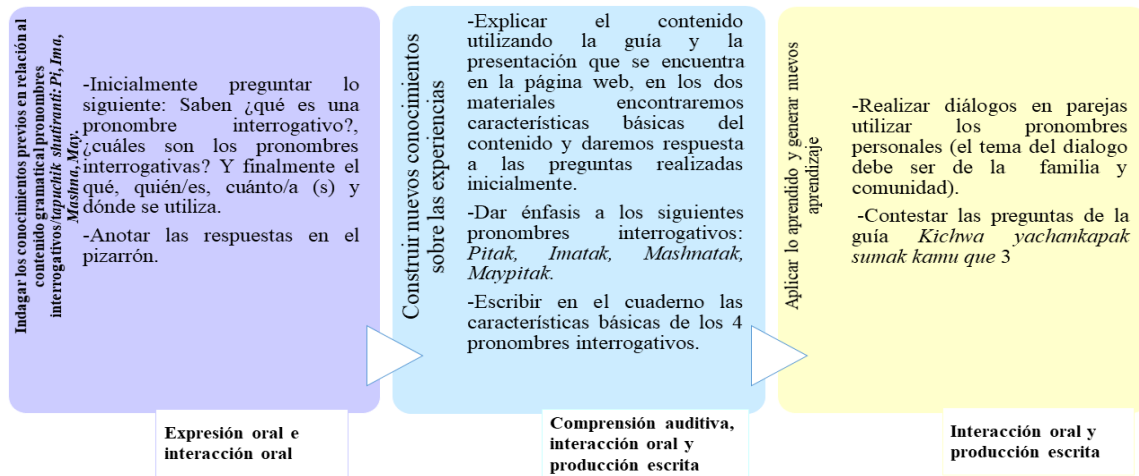 Indagar los conocimientos previos en relación al
contenido gramatical pronombres
interrogativos/tapuchik shutiranti: Pi, Ima,
Mashna, May.
-Inicialmente preguntar lo
siguiente: Saben ¿qué es una
pronombre interrogativo?,
¿cuáles son los pronombres
interrogativas? Y finalmente el
qué, quién/es, cuánto/a (s) y
dónde se utiliza.
-Anotar las respuestas en el
pizarrón.
Expresión oral e
interacción oral
Construir nuevos conocimientos
sobre las experiencias
-Explicar el contenido
utilizando la guía y la
presentación que se encuentra
en la página web, en los dos
materiales encontraremos
características básicas del
contenido y daremos respuesta
a las preguntas realizadas
inicialmente.
-Dar énfasis a los siguientes
pronombres interrogativos:
Pitak, Imatak, Mashnatak,
Maypitak.
-Escribir en el cuaderno las
características básicas de los 4
pronombres interrogativos.
Comprensión auditiva,
interacción oral y
producción escrita
Aplicar lo aprendido y generar nuevos
aprendizaje
-Realizar diálogos en parejas
utilizar los pronombres
personales (el tema del dialogo
debe ser de la familia y
comunidad).
-Contestar las preguntas de la
guía Kichwa yachankapak
sumak kamu que 3
Interacción oral y
producción escrita